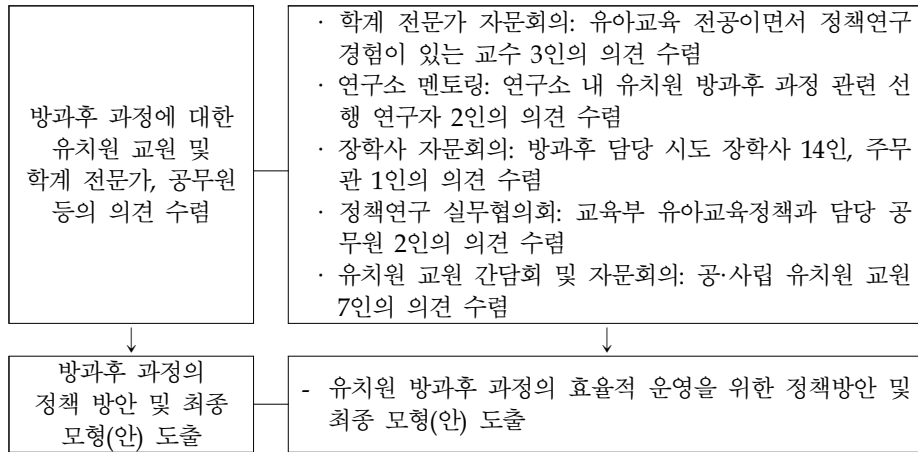 방과후 과정에 대한
유치원 교원 및
학계 전문가, 공무원
등의 의견 수렴
· 학계 전문가 자문회의: 유아교육 전공이면서 정책연구
경험이 있는 교수 3인의 의견 수렴
· 연구소 멘토링: 연구소 내 유치원 방과후 과정 관련 선
행 연구자 2인의 의견 수렴
· 장학사 자문회의: 방과후 담당 시도 장학사 14인, 주무
관 1인의 의견 수렴
· 정책연구 실무협의회: 교육부 유아교육정책과 담당 공
무원 2인의 의견 수렴
· 유치원 교원 간담회 및 자문회의: 공·사립 유치원 교원
7인의 의견 수렴
↓
↓
방과후 과정의
정책 방안 및 최종
모형(안) 도출
- 유치원 방과후 과정의 효율적 운영을 위한 정책방안 및
최종 모형(안) 도출